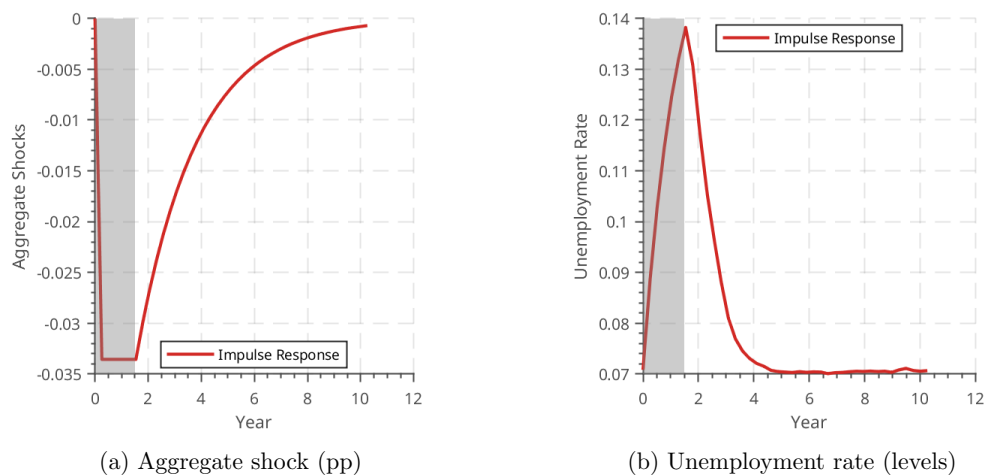 0
-0.005
-0.01
-0.015
-0.02
-0.025
-0.03
-0.035
Aggregate Shocks
Impulse Response
0 2 4 6 8 10 12
Year
(a) Aggregate shock (pp)
0.14
0.13
0.12
0.11
0.1
0.09
0.08
0.07
Unemployment Rate
Impulse Response
0 2 4 6 8 10 12
Year
(b) Unemployment rate (levels)